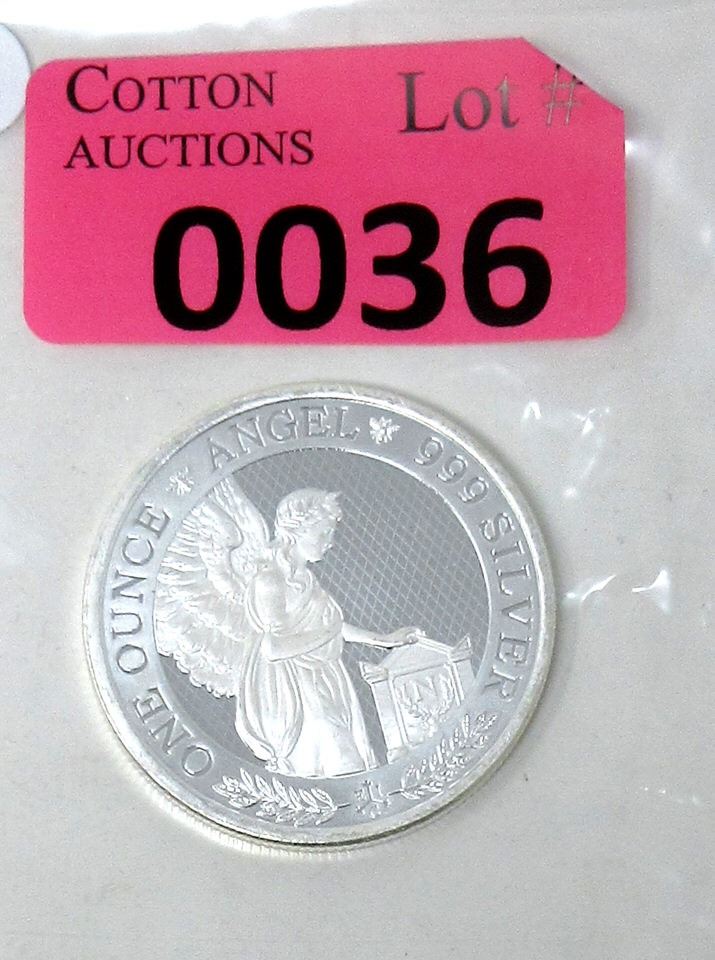 COTTON
AUCTIONS
Lot #
0036
ONE OUNCE ANGEL 999 SILVER
N